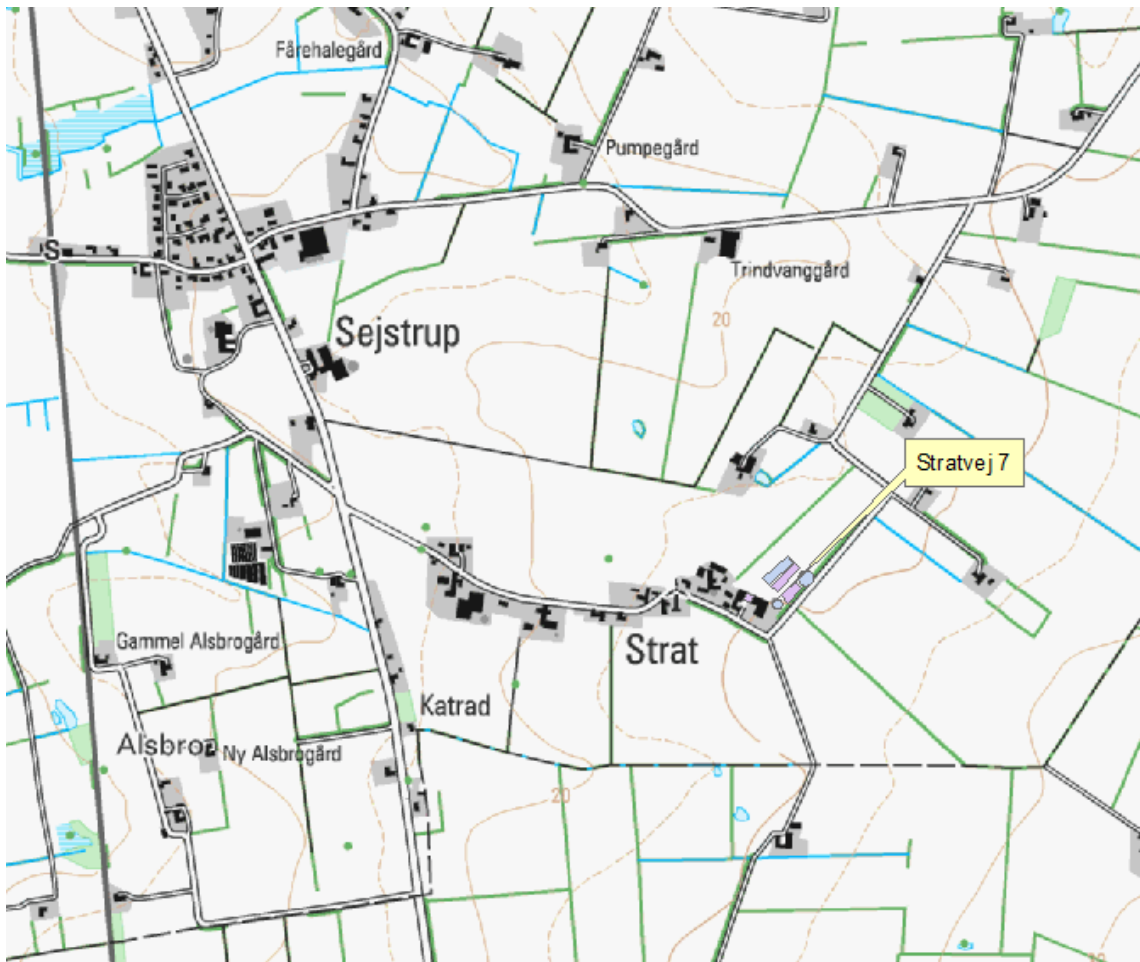 Fårehalegård
Pumpegård
S
Trindvanggård
Sejstrup
20
Stratvej 7
Gammel Alsbrogård
Strat
Katrad
Alsbro
Ny Alsbrogård
20